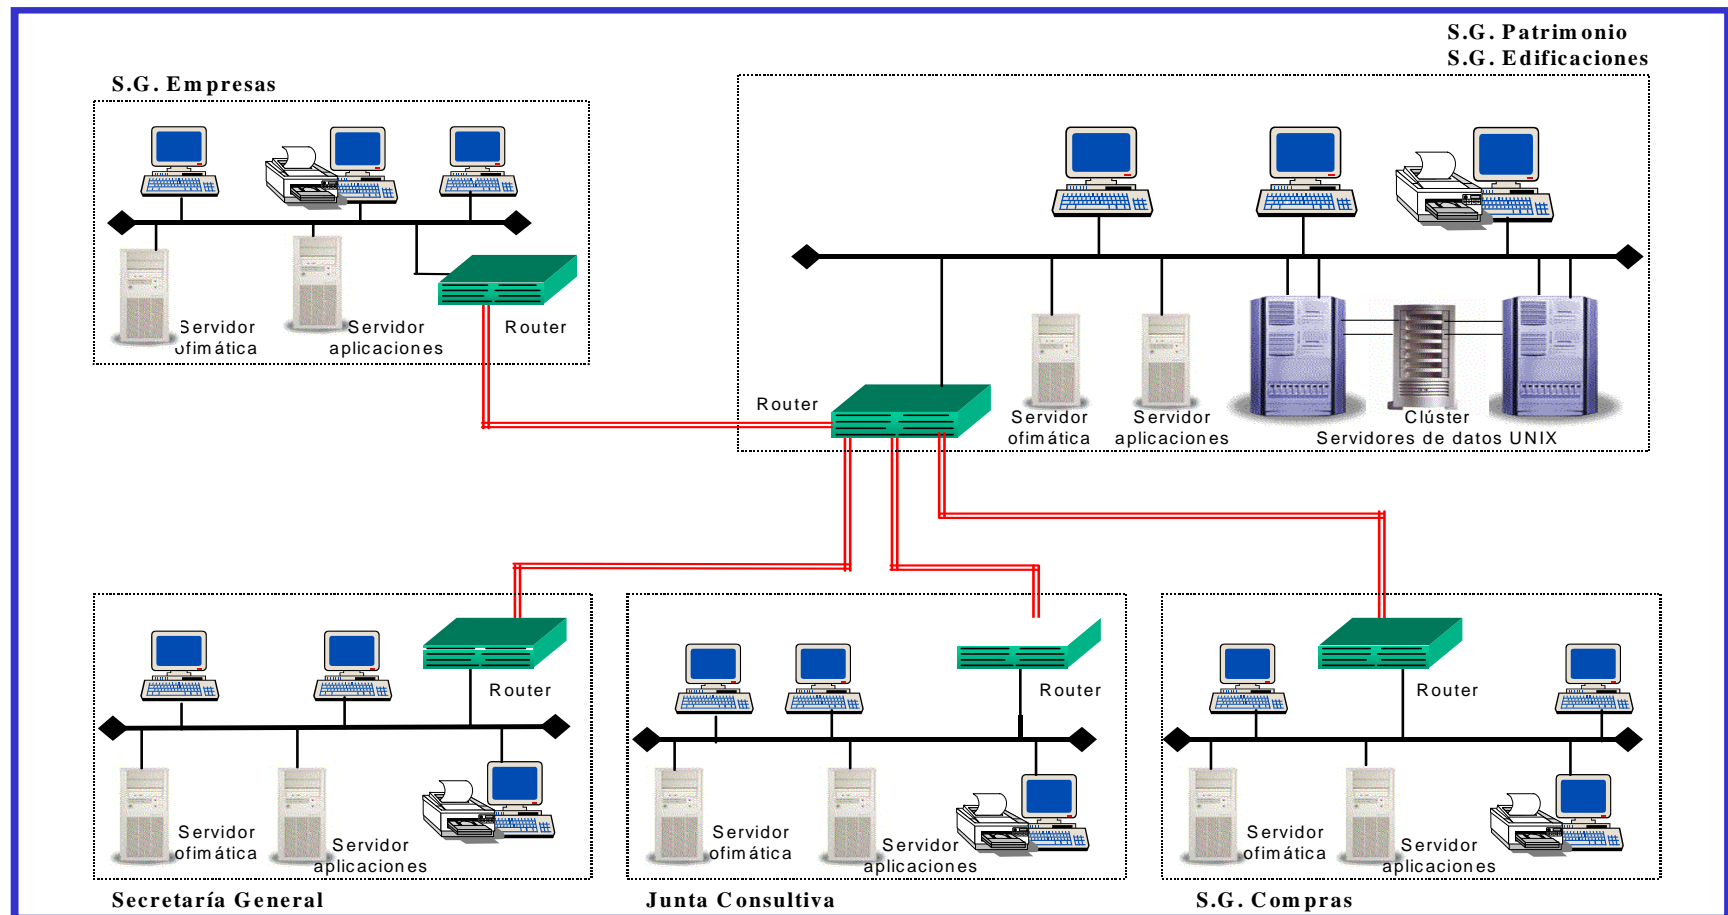 S.G. Patrimonio
S.G. Edificaciones
S.G. Empresas
Servidor
ofimática
Servidor
aplicaciones
Router
Router
Servidor
ofimática
Servidor
aplicaciones
Clúster
Servidores de datos UNIX
Router
Servidor
ofimática
Servidor
aplicaciones
Secretaría General
Router
Servidor
ofimática
Servidor
aplicaciones
Junta Consultiva
Router
Servidor
ofimática
Servidor
aplicaciones
S.G. Compras